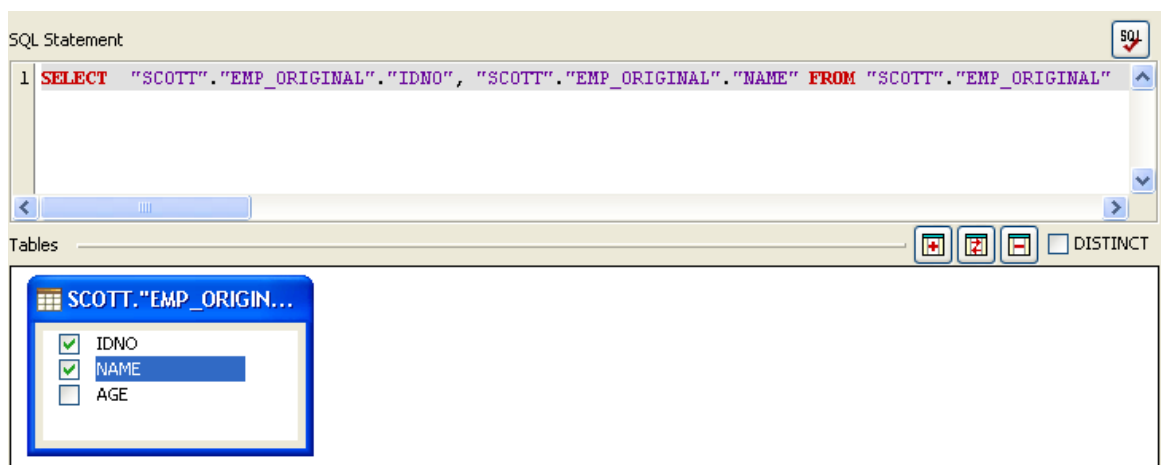 SQL Statement
SQL
1 SELECT "SCOTT"."EMP_ORIGINAL"."IDNO", "SCOTT"."EMP_ORIGINAL"."NAME" FROM "SCOTT"."EMP_ORIGINAL"
Tables
DISTINCT
SCOTT."EMP_ORIGIN...
IDNO
NAME
AGE